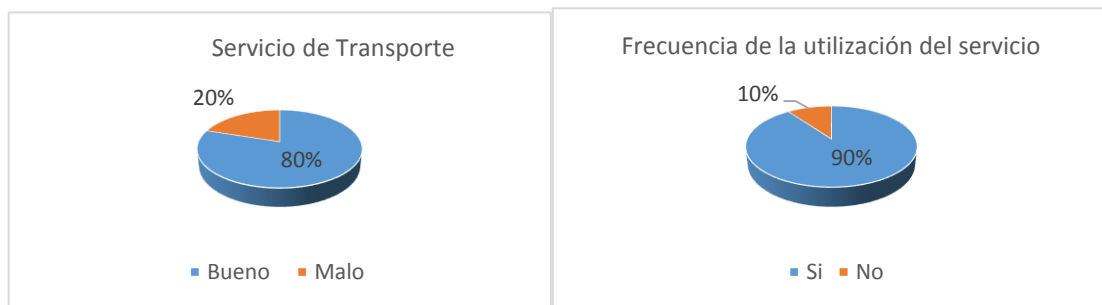 Servicio de Transporte
20%
80%
Bueno Malo
Frecuencia de la utilización del servicio
10%
90%
Si No